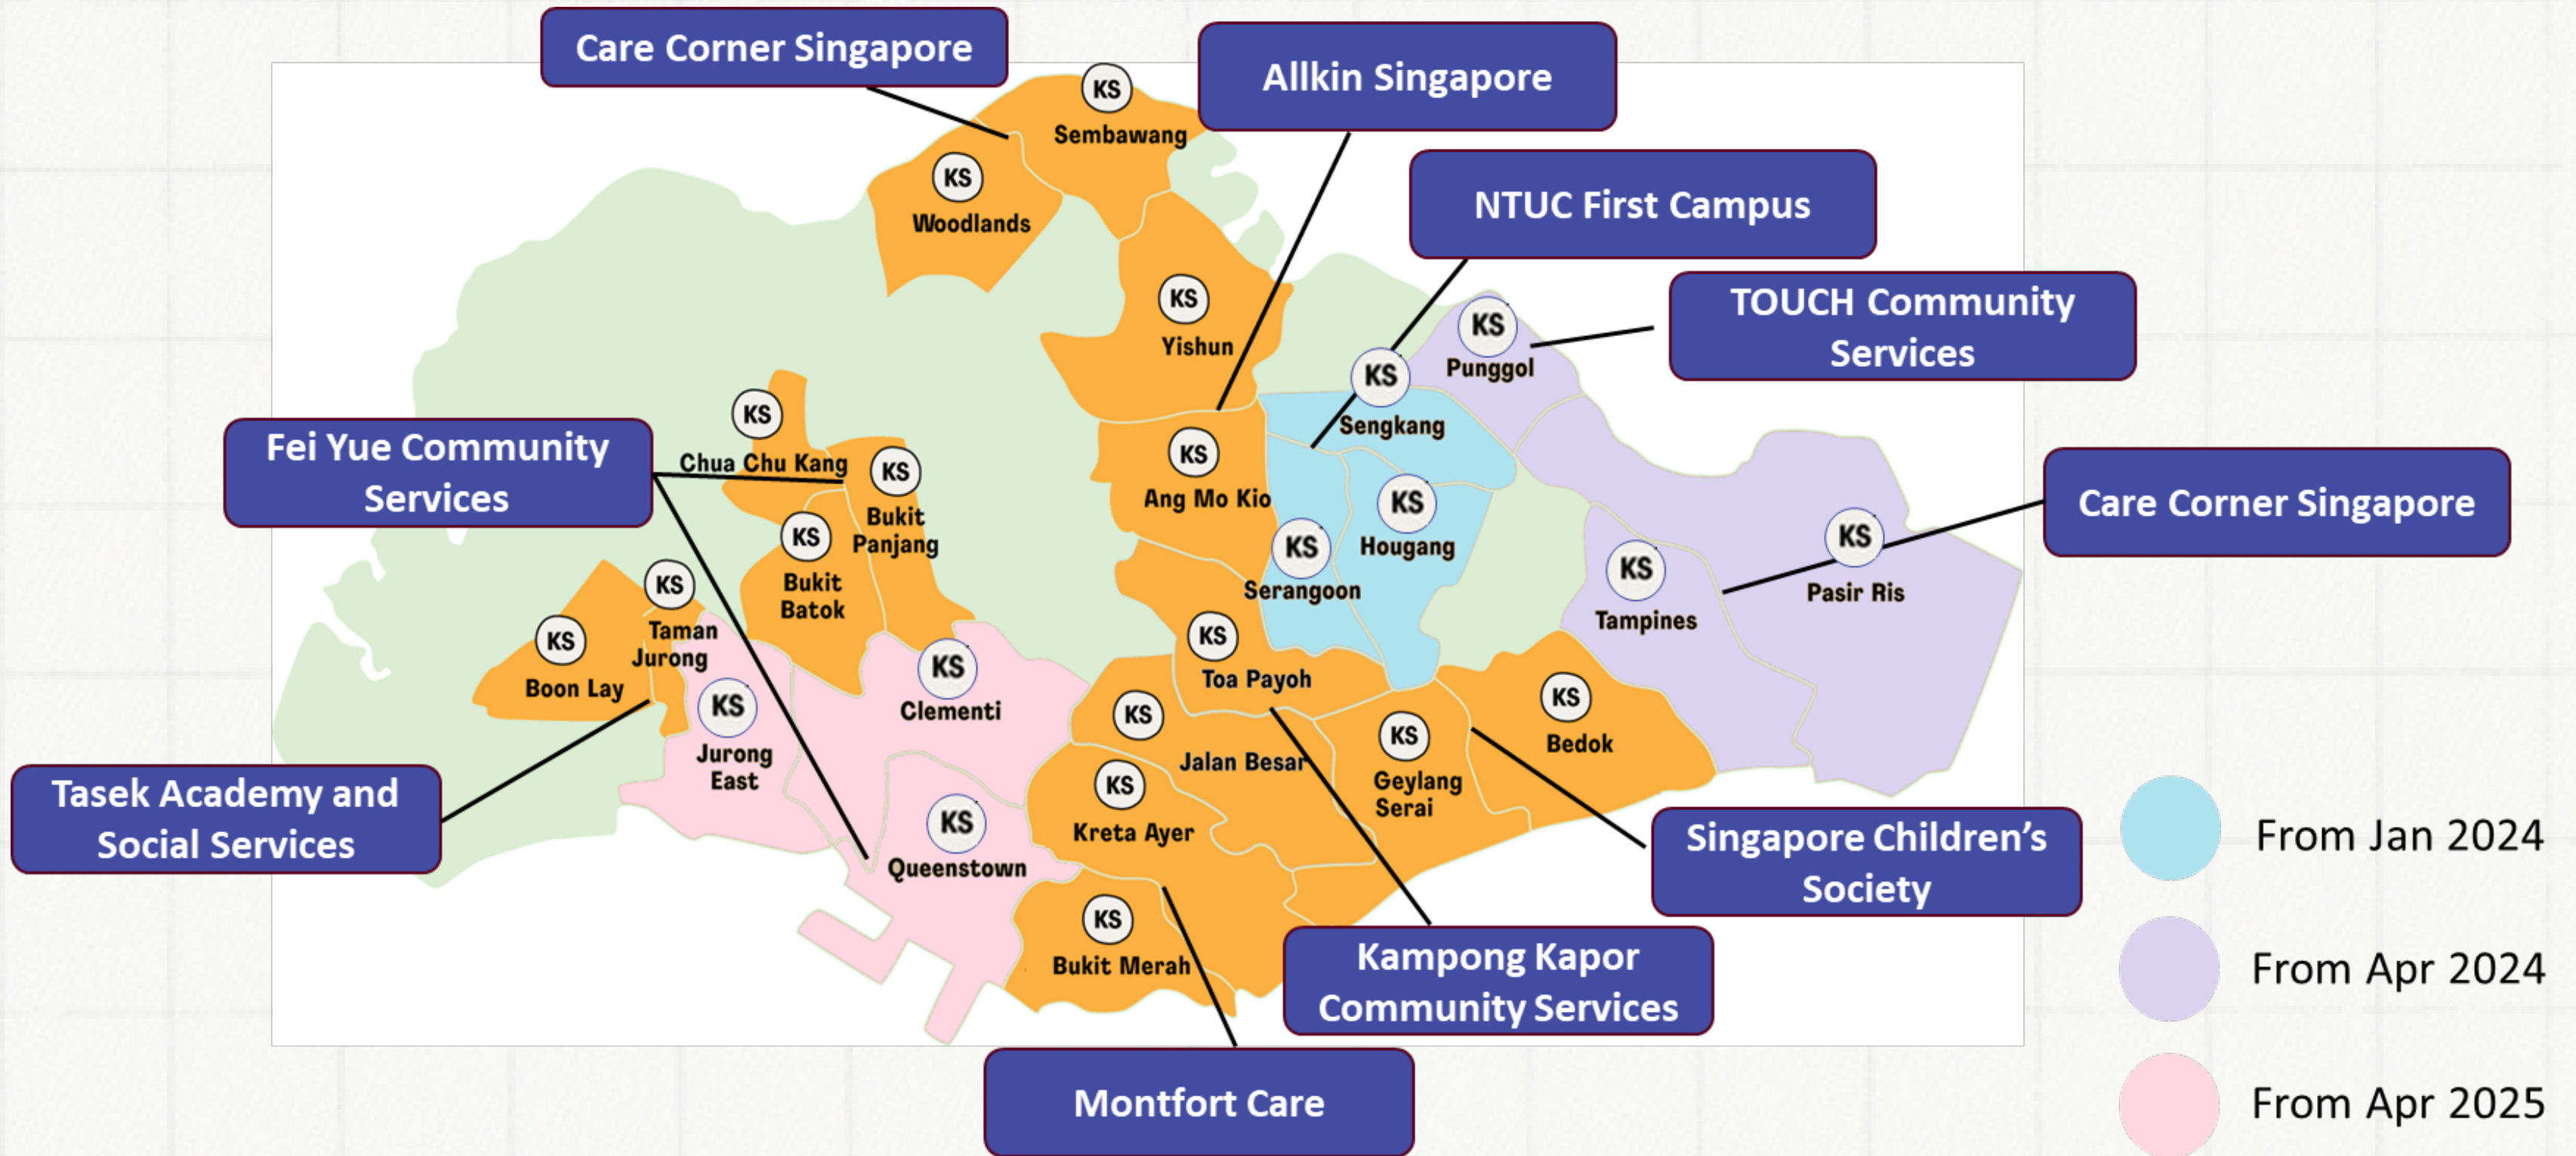 Care Corner Singapore
Allkin Singapore
KS
Sembawang
NTUC First Campus
KS
Woodlands
TOUCH Community
Services
KS
Yishun
KS
Punggol
KS
Sengkang
Fei Yue Community
Services
KS
Chua Chu Kang
KS
Bukit
Panjang
KS
Ang Mo Kio
KS
Hougang
Care Corner Singapore
KS
Bukit
Batok
KS
Serangoon
KS
Tampines
KS
Pasir Ris
KS
Taman
Jurong
KS
Boon Lay
KS
Toa Payoh
KS
Clementi
KS
Jurong
East
KS
Jalan Besar
KS
Geylang
Serai
KS
Bedok
Tasek Academy and
Social Services
KS
Kreta Ayer
KS
Queenstown
Singapore Children's
Society
From Jan 2024
KS
Bukit Merah
Kampong Kapor
Community Services
From Apr 2024
Montfort Care
From Apr 2025